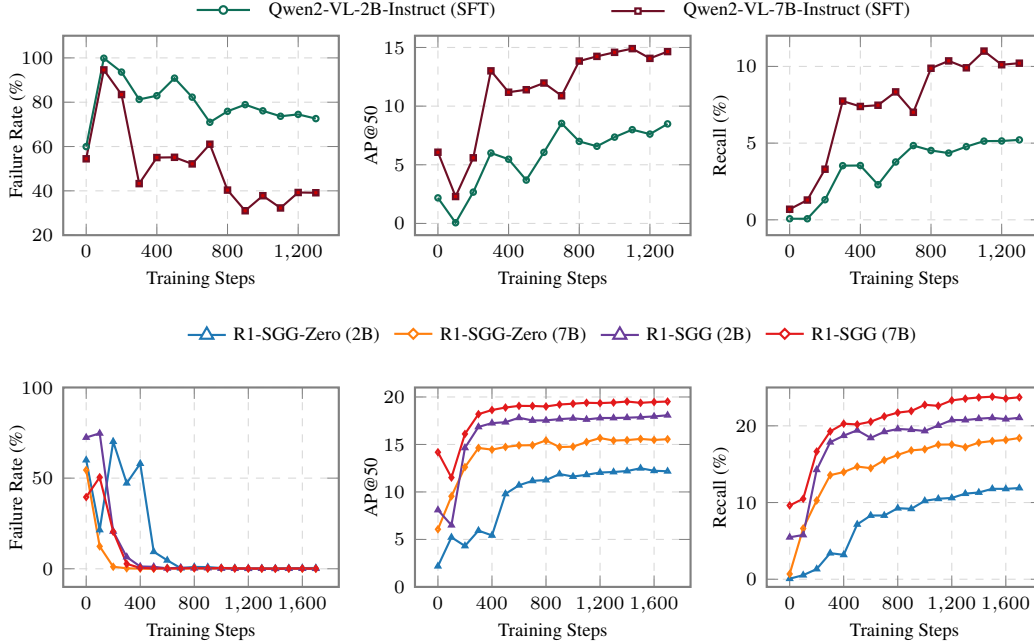 Qwen2-VL-2B-Instruct (SFT) Qwen2-VL-7B-Instruct (SFT)
Failure Rate (%)
100
80
60
40
20
0 400 800 1,200
Training Steps
AP@50
15
10
5
0
0 400 800 1,200
Training Steps
Recall (%)
10
5
0
0 400 800 1,200
Training Steps
R1-SGG-Zero (2B) R1-SGG-Zero (7B) R1-SGG (2B) R1-SGG (7B)
Failure Rate (%)
100
50
0
0 400 800 1,200 1,600
Training Steps
AP@50
20
15
10
5
0
0 400 800 1,200 1,600
Training Steps
Recall (%)
20
10
0
0 400 800 1,200 1,600
Training Steps